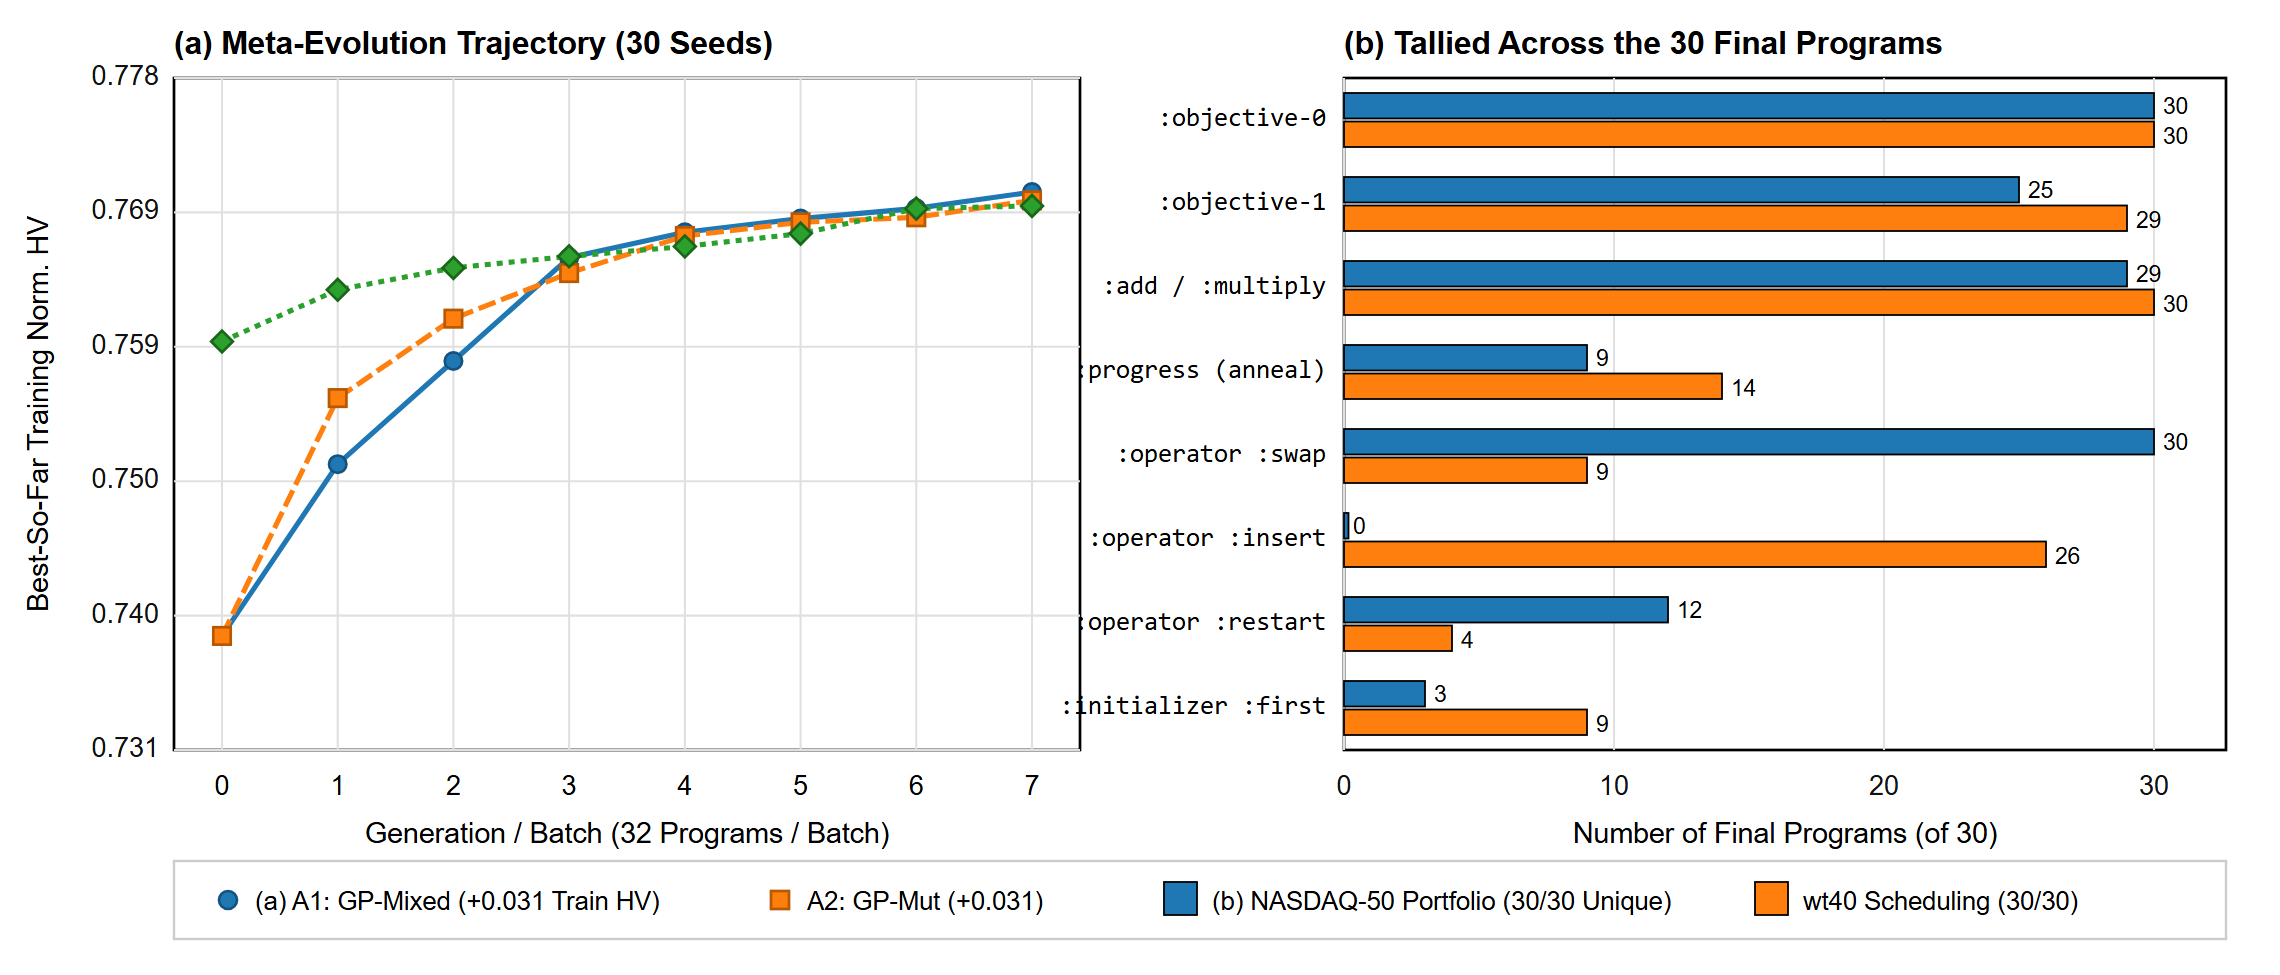 (a) Meta-Evolution Trajectory (30 Seeds)
0.778
0.769
0.759
0.750
0.740
0.731
Best-So-Far Training Norm. HV
0 1 2 3 4 5 6 7
Generation / Batch (32 Programs / Batch)
(b) Tallied Across the 30 Final Programs
:objective-0
30
30
:objective-1
25
29
:add / :multiply
29
30
:progress (anneal)
9
14
:operator :swap
30
9
:operator :insert
0
26
:operator :restart
12
4
:initializer :first
3
9
0 10 20 30
Number of Final Programs (of 30)
(a) A1: GP-Mixed (+0.031 Train HV)
A2: GP-Mut (+0.031)
(b) NASDAQ-50 Portfolio (30/30 Unique)
wt40 Scheduling (30/30)